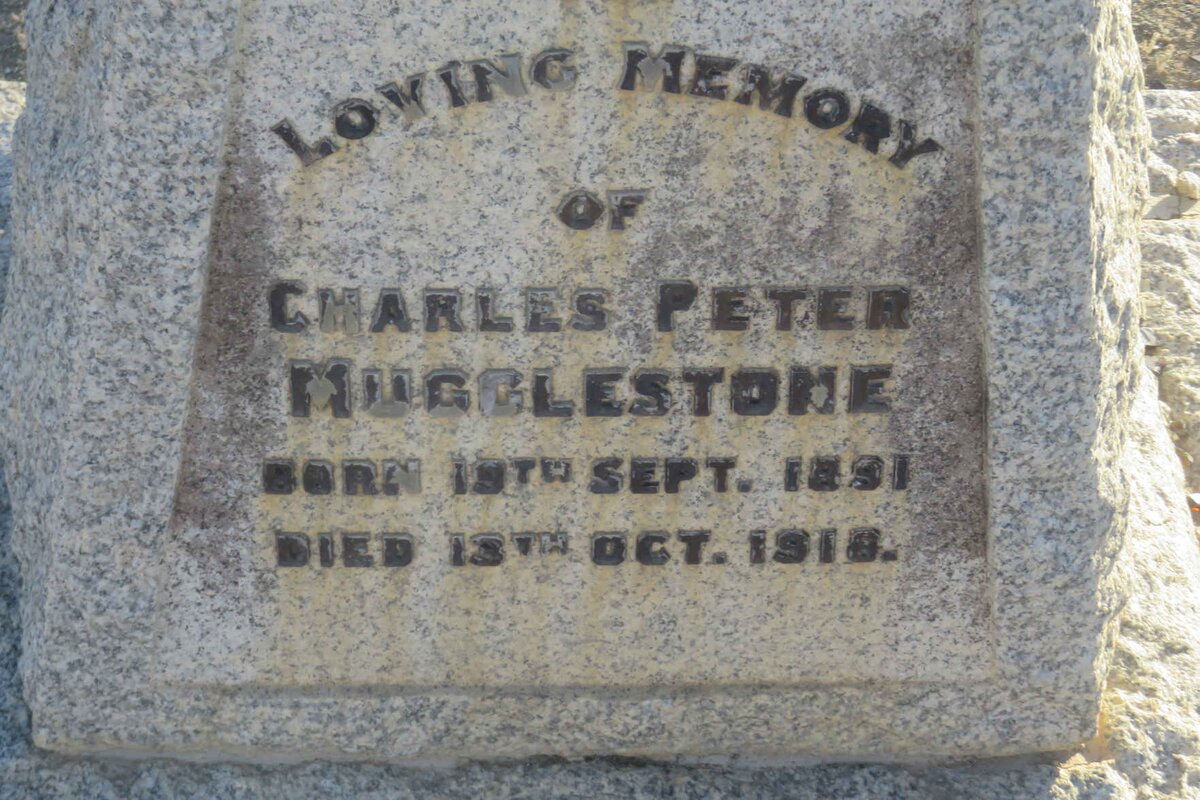 LOVING MEMORY
OF
CHARLES PETER
MUGGLESTONE
BORN 19TH SEPT. 1891
DIED 13TH OCT. 1918.